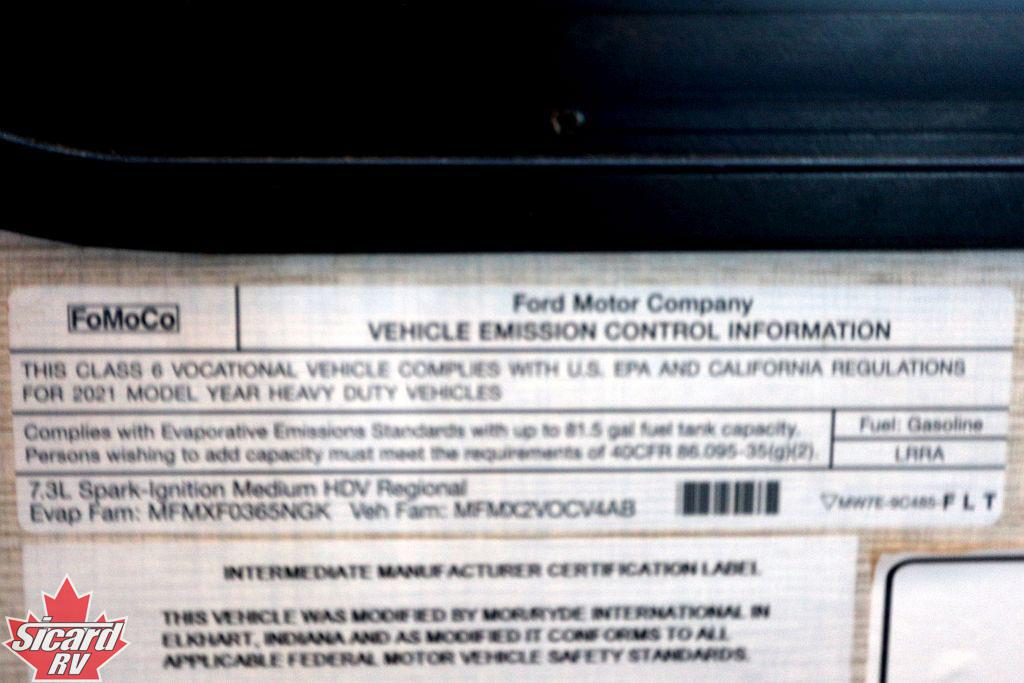 FoMoCo
Ford Motor Company
VEHICLE EMISSION CONTROL INFORMATION
THIS CLASS 6 VOCATIONAL VEHICLE COMPLIES WITH U.S. EPA AND CALIFORNIA REGULATIONS
FOR 2021 MODEL YEAR HEAVY DUTY VEHICLES
Complies with Evaporative Emissions Standards with up to 81.5 gal fuel tank capacity.
Persons wishing to add capacity must meet the requirements of 40CFR 86.095-35(g)(2).
Fuel: Gasoline
LRRA
7.3L Spark-Ignition Medium HDV Regional
Evap Fam: MFMXF0365NGK Veh Fam: MFMX2VOCV4AB
MW7E-9C485-FLT
INTERMEDIATE MANUFACTURER CERTIFICATION LABEL
THIS VEHICLE WAS MODIFIED BY MOR/RYDE INTERNATIONAL IN
ELKHART, INDIANA AND AS MODIFIED IT CONFORMS TO ALL
APPLICABLE FEDERAL MOTOR VEHICLE SAFETY STANDARDS.
Sicard
RV